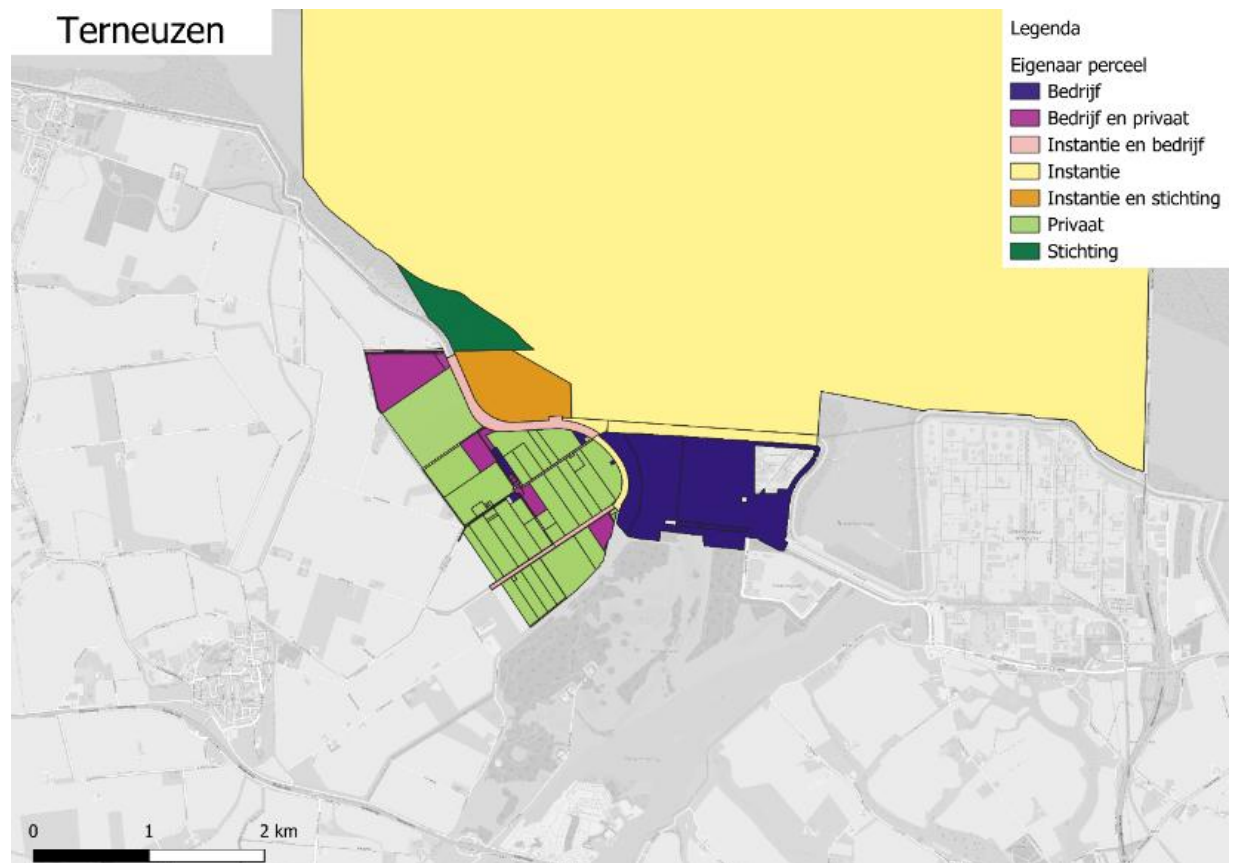 Terneuzen
Legenda
Eigenaar perceel
Bedrijf
Bedrijf en privaat
Instantie en bedrijf
Instantie
Instantie en stichting
Privaat
Stichting
0 1 2 km